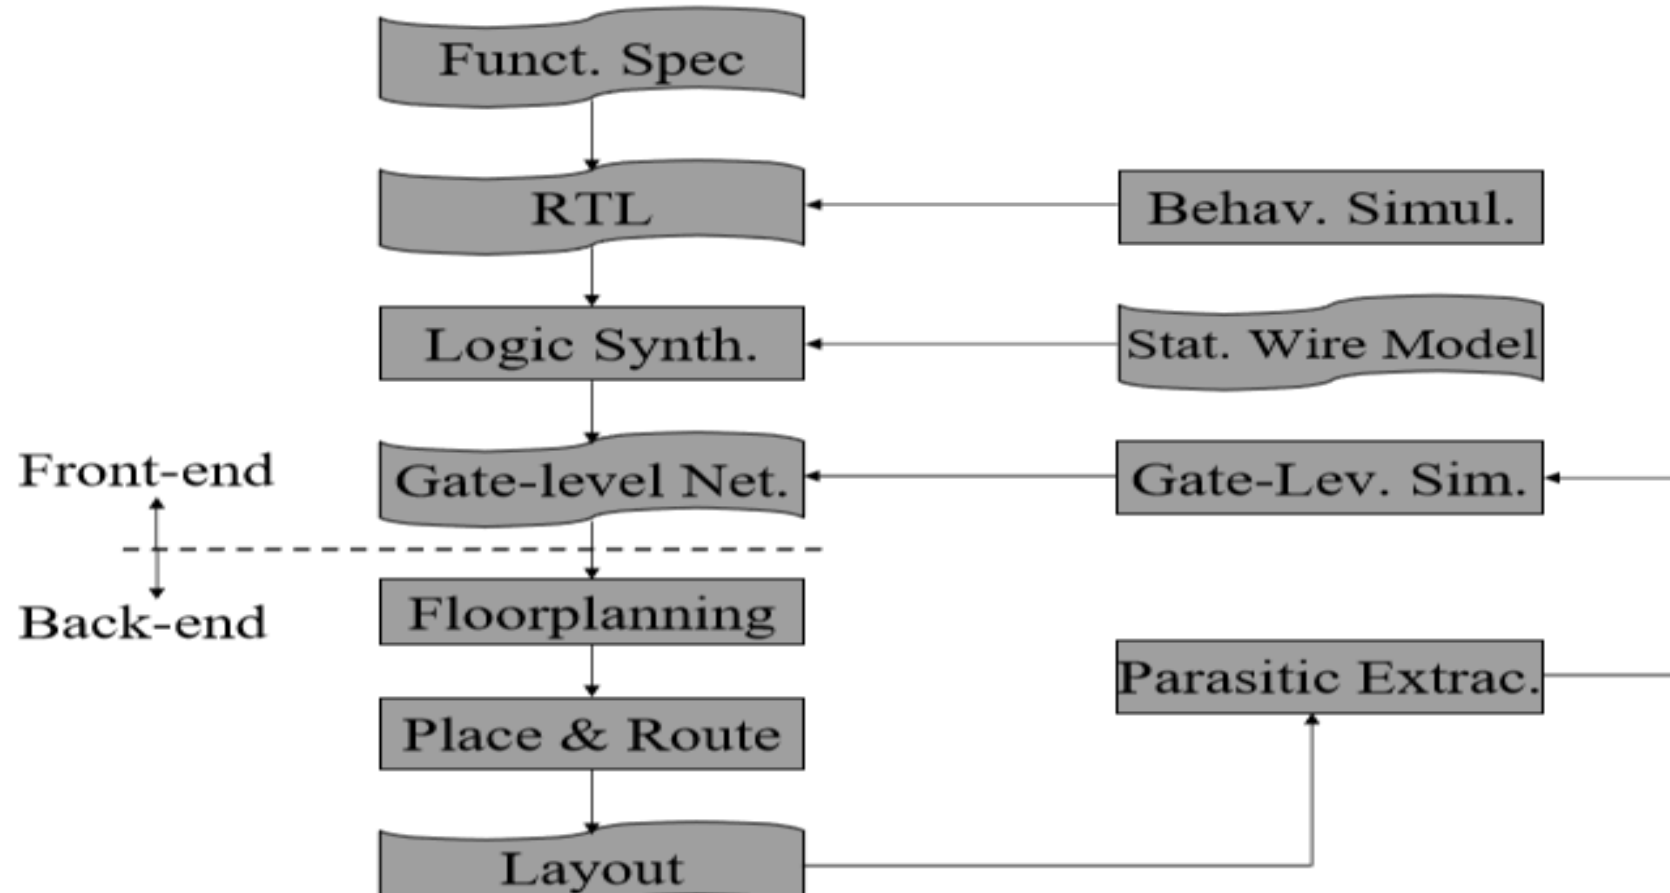 Funct. Spec
RTL
Behav. Simul.
Logic Synth.
Stat. Wire Model
Front-end
Gate-level Net.
Gate-Lev. Sim.
Back-end
Floorplanning
Parasitic Extrac.
Place & Route
Layout